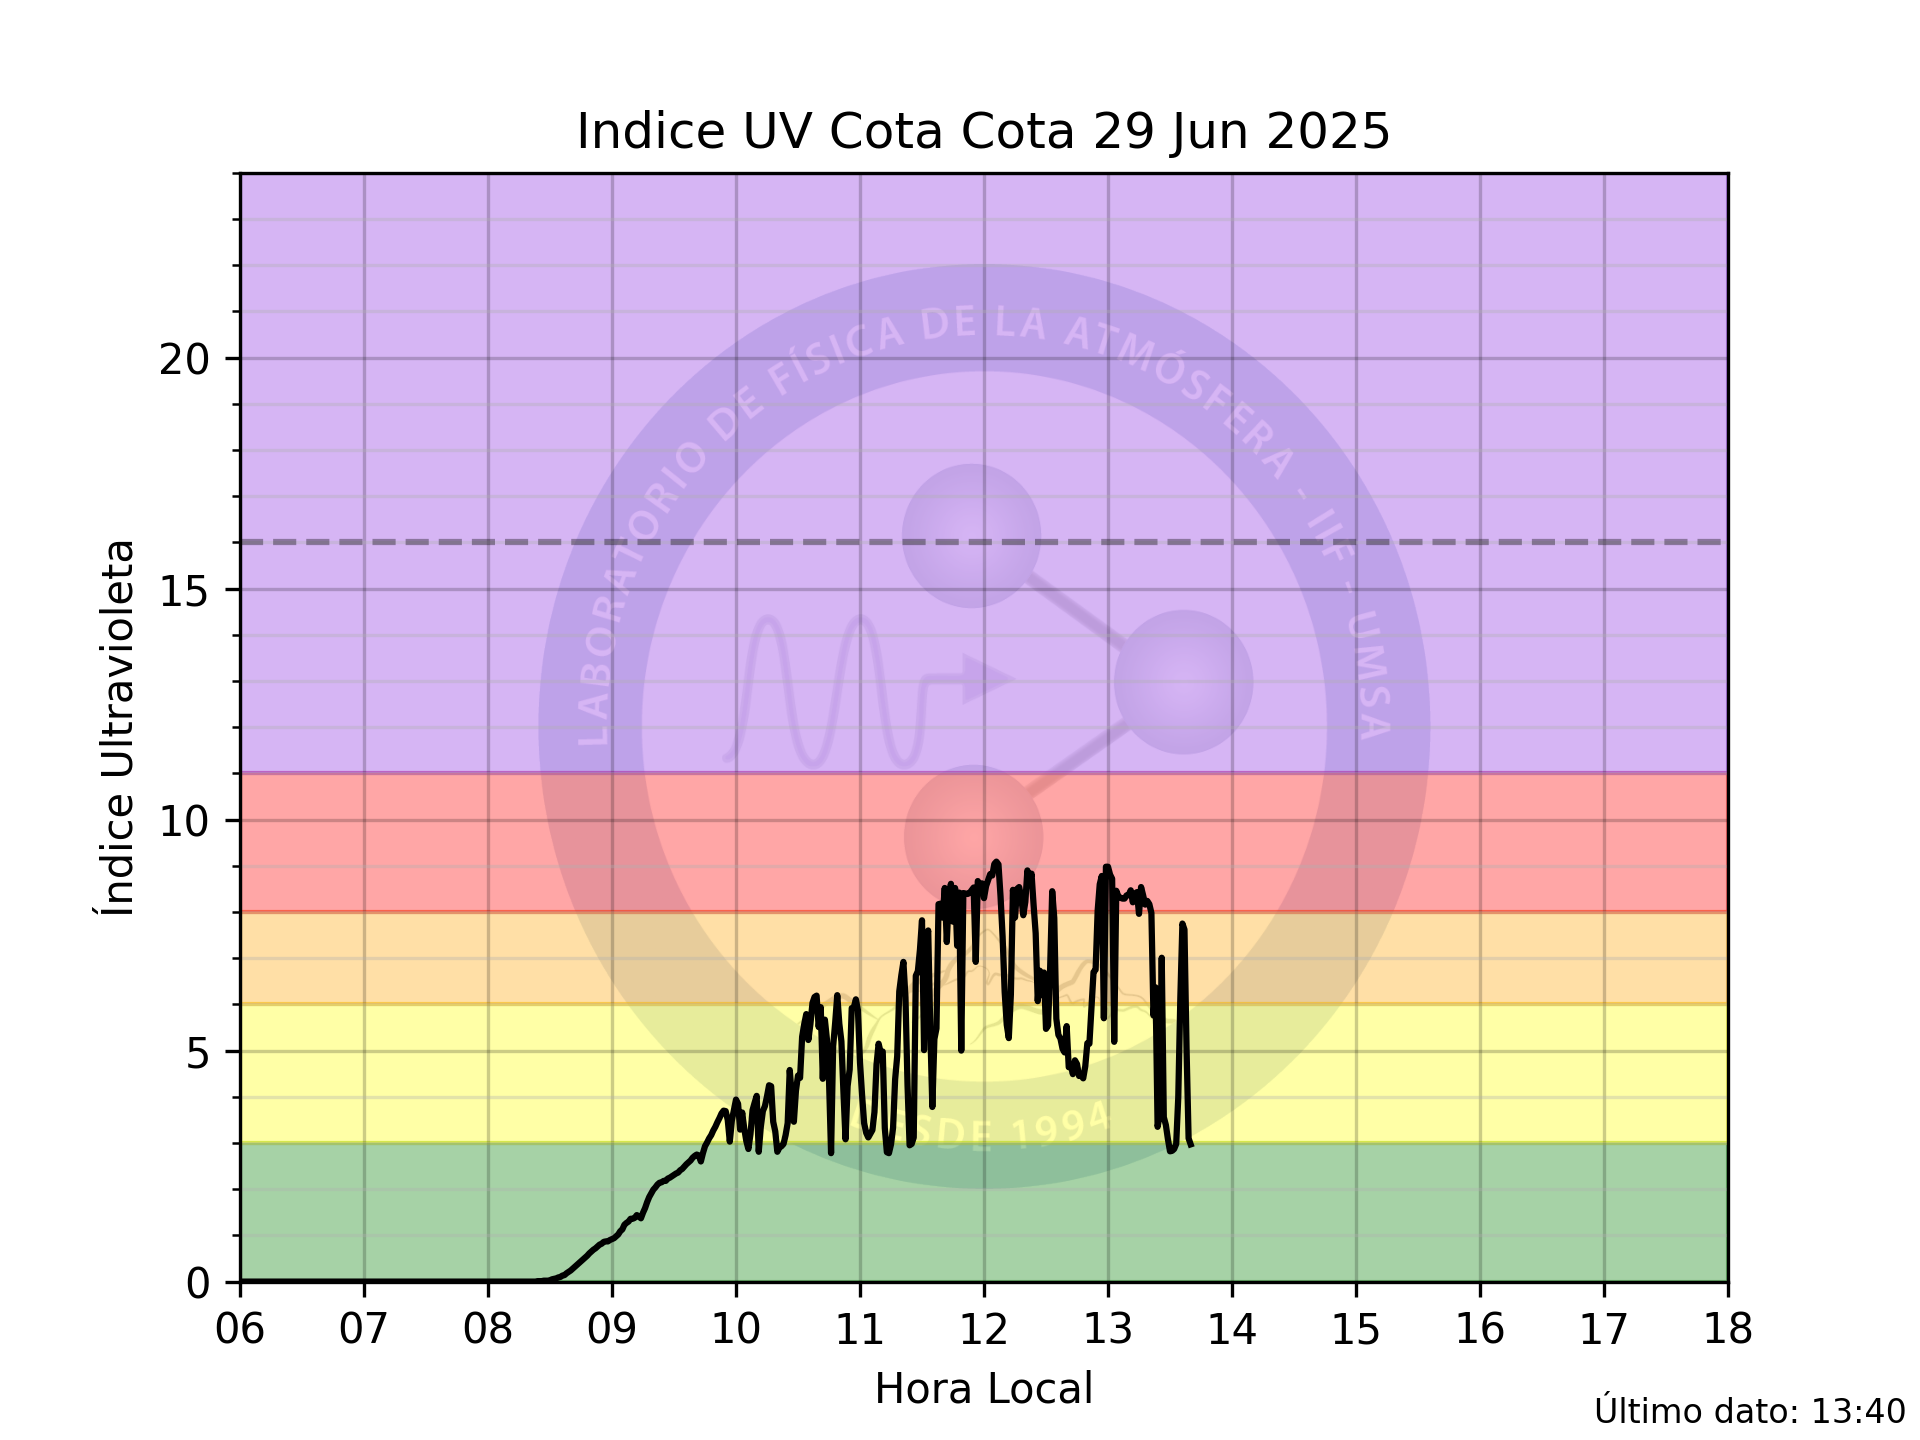 Indice UV Cota Cota 29 Jun 2025
LABORATORIO DE FÍSICA DE LA ATMÓSFERA - IIF - UMSA
DESDE 1994
Índice Ultravioleta
20
15
10
5
0
06 07 08 09 10 11 12 13 14 15 16 17 18
Hora Local
Último dato: 13:40